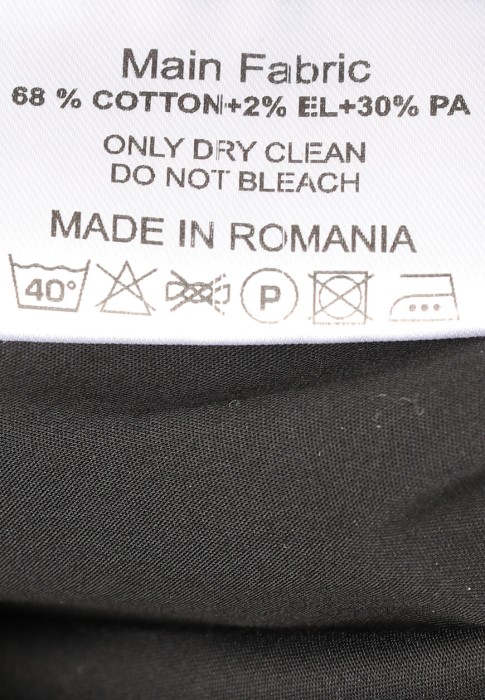 Main Fabric
68 % COTTON+2% EL+30% PA
ONLY DRY CLEAN
DO NOT BLEACH
MADE IN ROMANIA
40° P